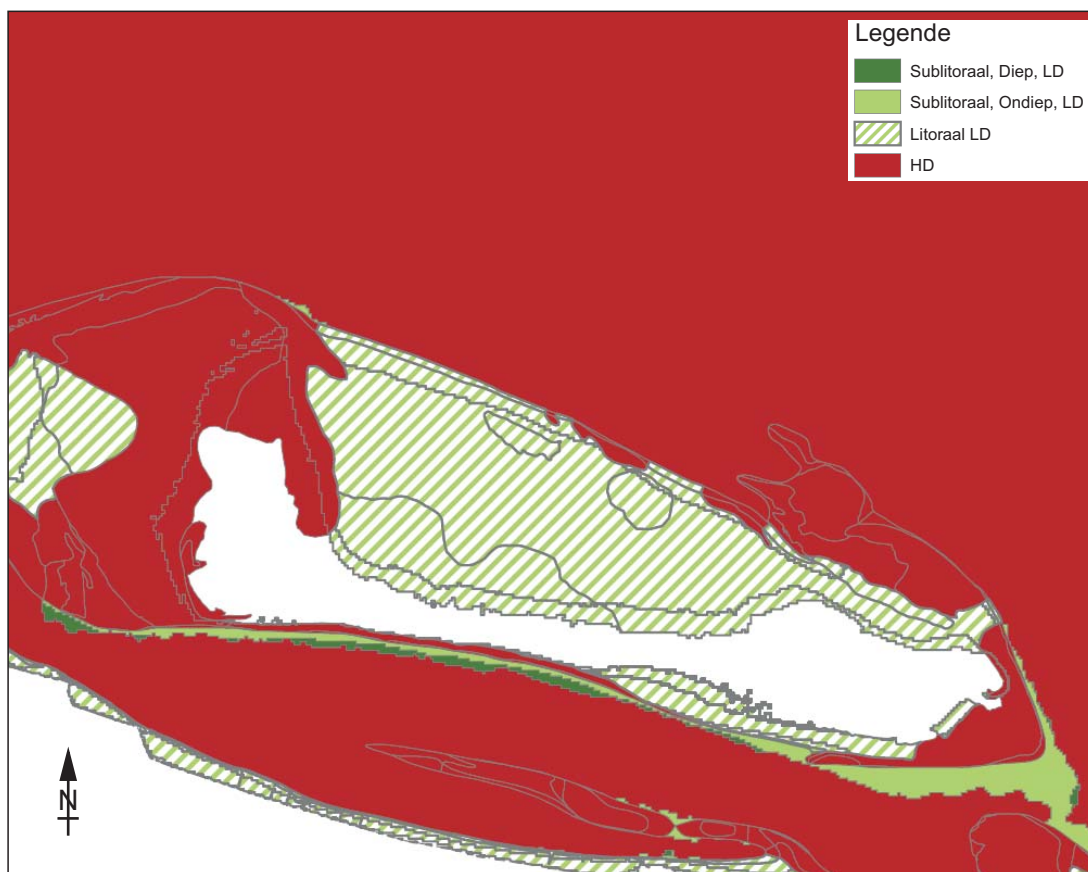 Legende
Sublitoraal, Diep, LD
Sublitoraal, Ondiep, LD
Litoraal LD
HD
N